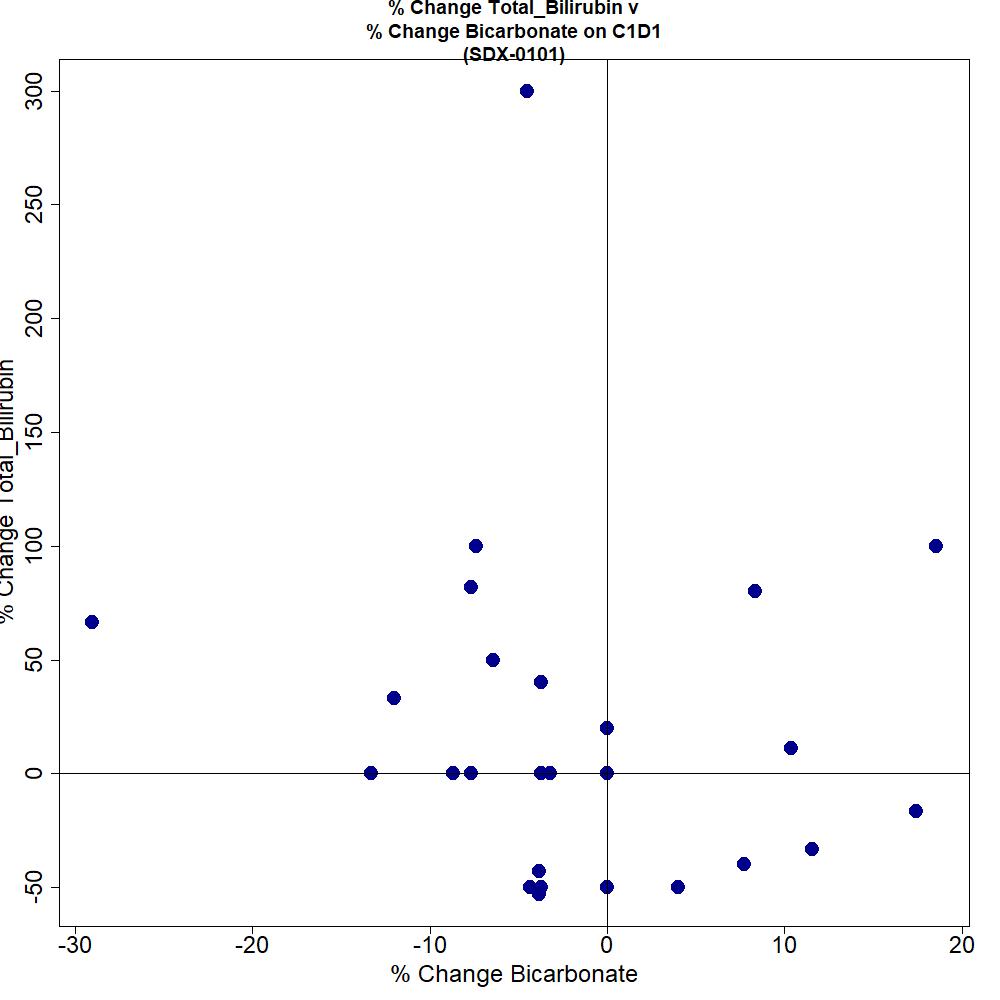 % Change Total_Bilirubin v
% Change Bicarbonate on C1D1
(SDX-0101)
300
250
200
150
100
50
0
-50
% Change Total_Bilirubin
-30 -20 -10 0 10 20
% Change Bicarbonate